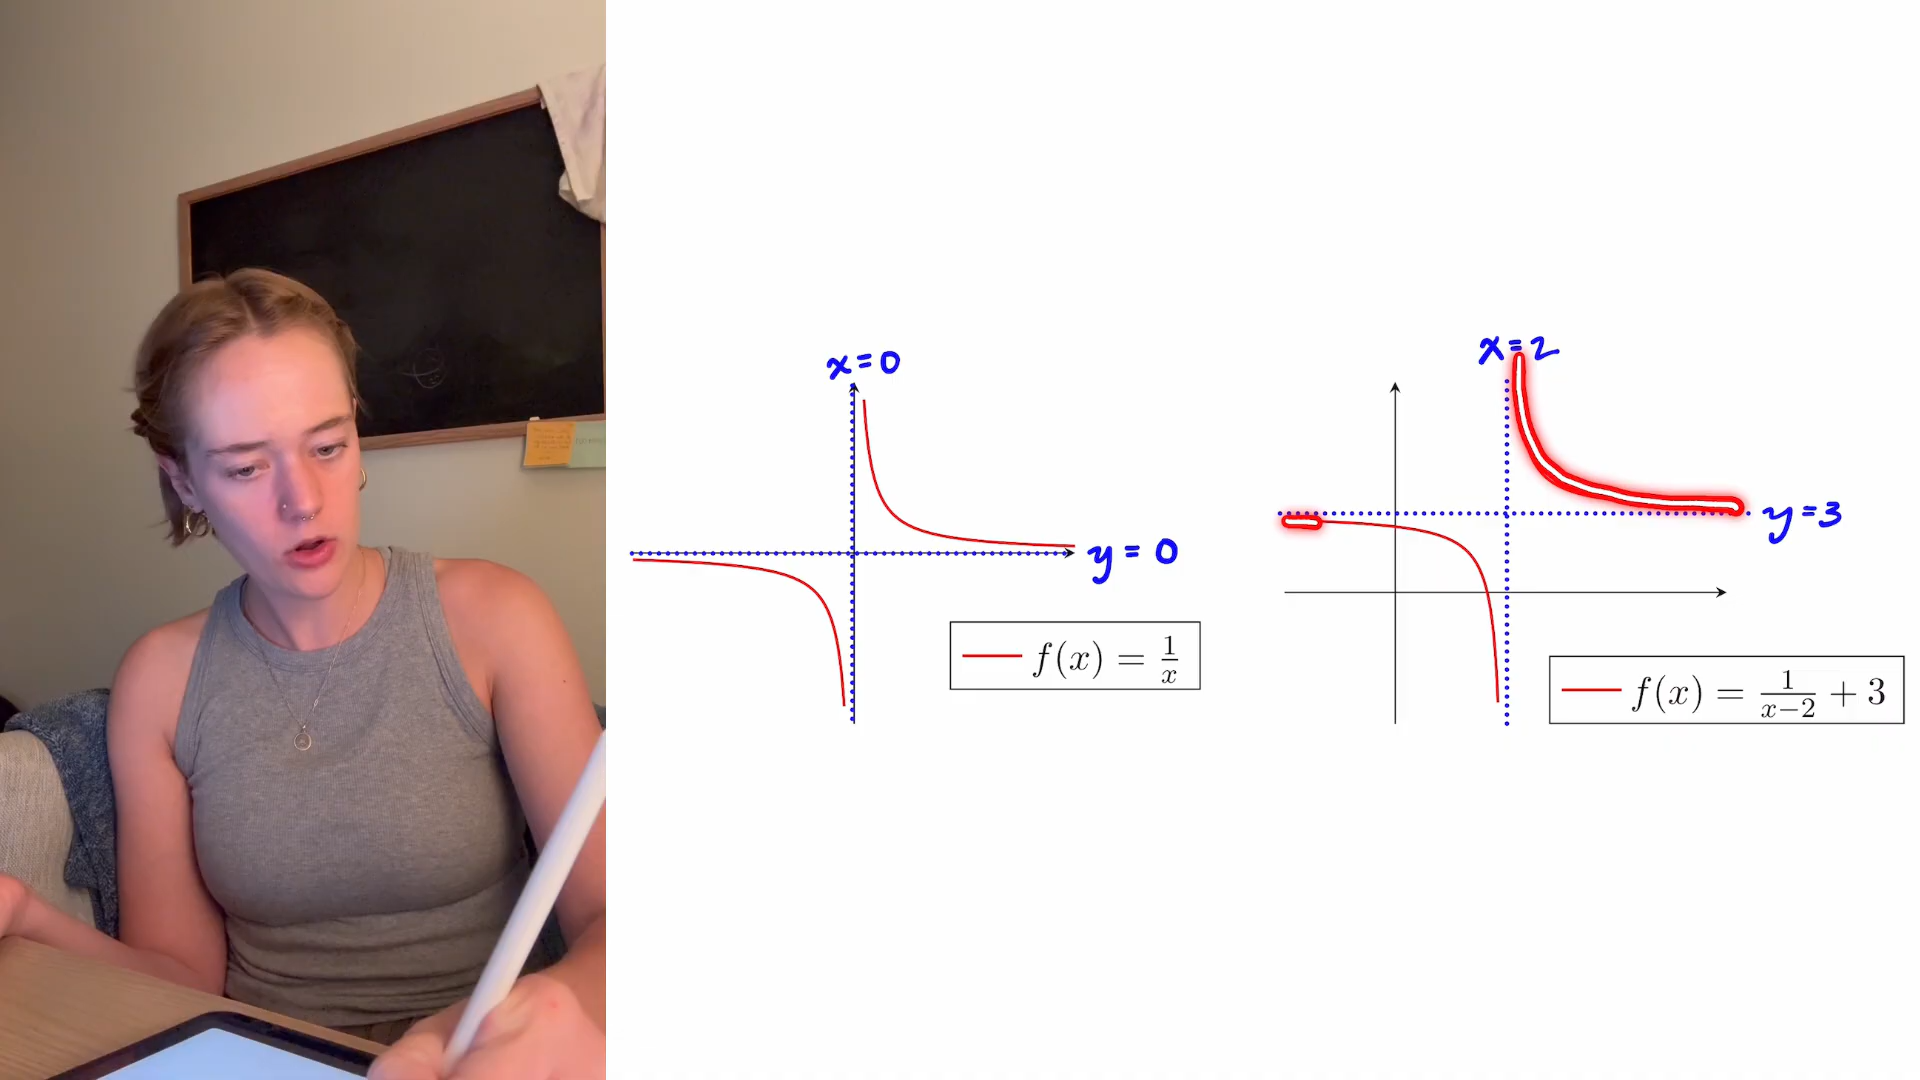 x=0
y = 0
f(x) = 1/x
x=2
y=3
f(x) = 1/(x−2) + 3